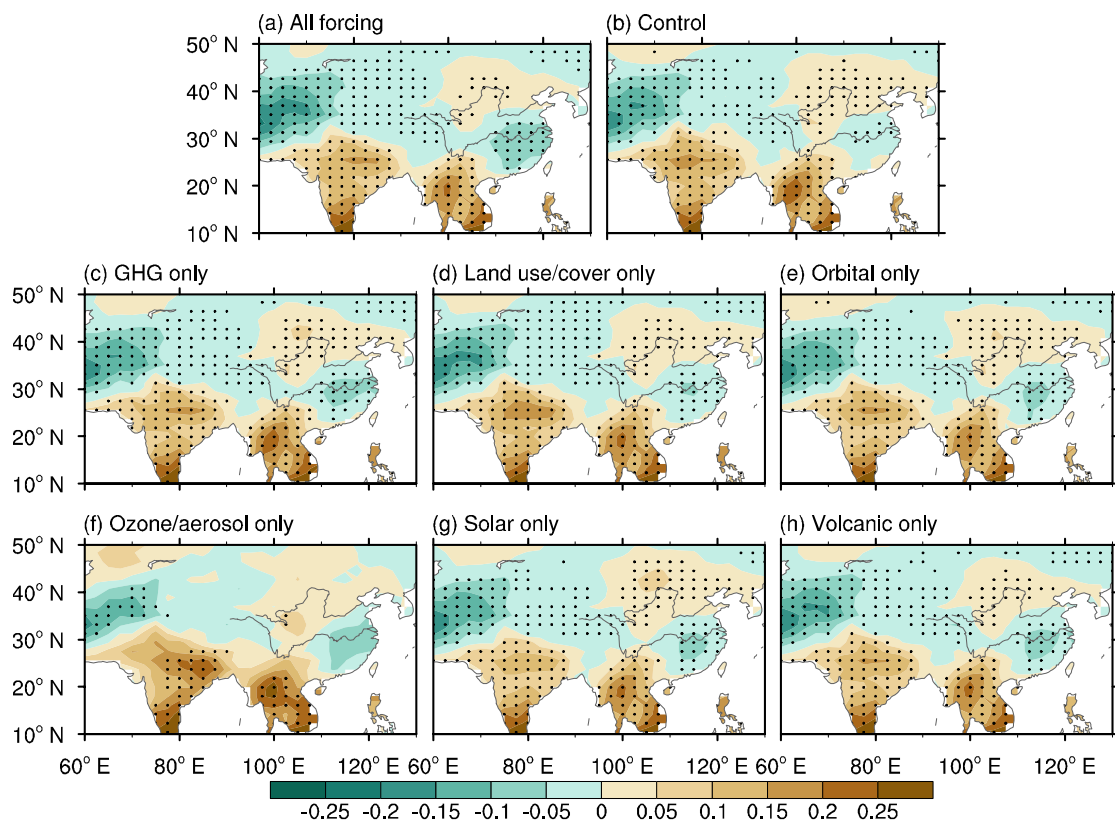 (a) All forcing
(b) Control
50° N
40° N
30° N
20° N
10° N
(c) GHG only
(d) Land use/cover only
(e) Orbital only
50° N
40° N
30° N
20° N
10° N
(f) Ozone/aerosol only
(g) Solar only
(h) Volcanic only
50° N
40° N
30° N
20° N
10° N
60° E 80° E 100° E 120° E 80° E 100° E 120° E 80° E 100° E 120° E
-0.25 -0.2 -0.15 -0.1 -0.05 0 0.05 0.1 0.15 0.2 0.25